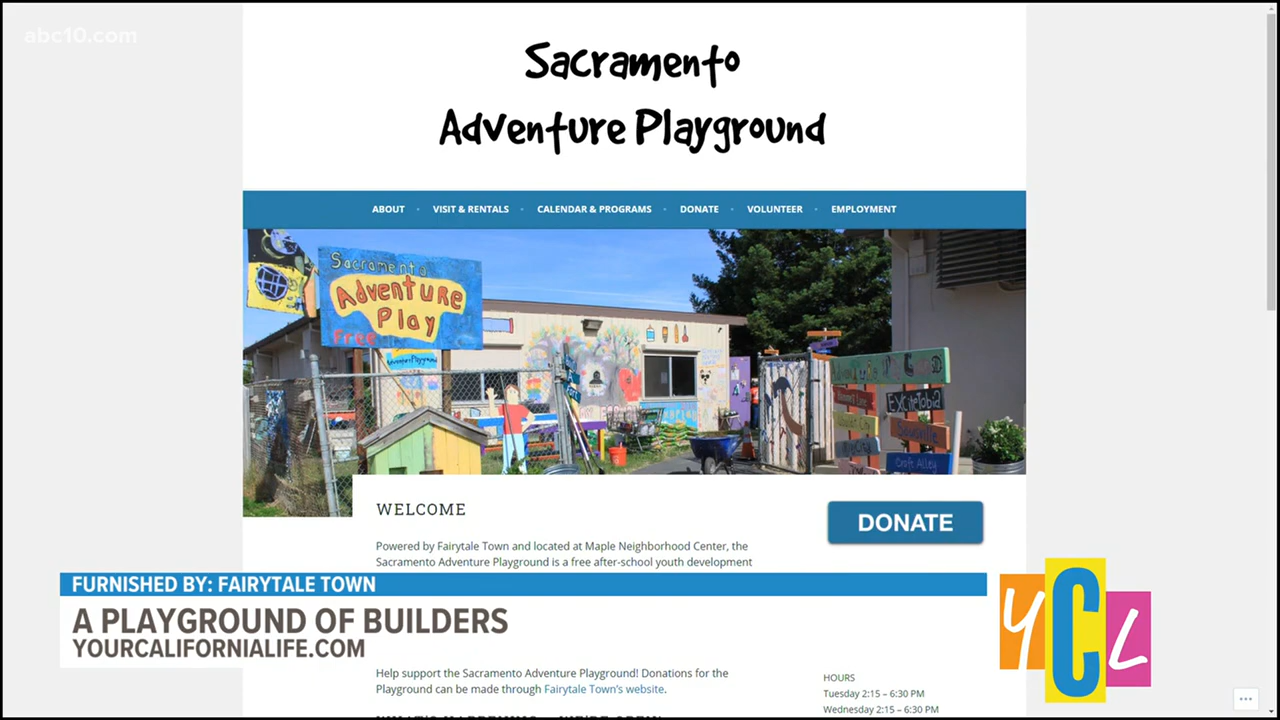 abc10.com
Sacramento
Adventure Playground
ABOUT
VISIT & RENTALS
CALENDAR & PROGRAMS
DONATE
VOLUNTEER
EMPLOYMENT
Sacramento
Adventure
Play
Free
AdventurePlayground
Excitetopia
Craft Alley
WELCOME
DONATE
Powered by Fairytale Town and located at Maple Neighborhood Center, the
Sacramento Adventure Playground is a free after-school youth development
FURNISHED BY: FAIRYTALE TOWN
A PLAYGROUND OF BUILDERS
YOURCALIFORNIALIFE.COM
YCL
Help support the Sacramento Adventure Playground! Donations for the
Playground can be made through Fairytale Town's website.
HOURS
Tuesday 2:15 – 6:30 PM
Wednesday 2:15 – 6:30 PM